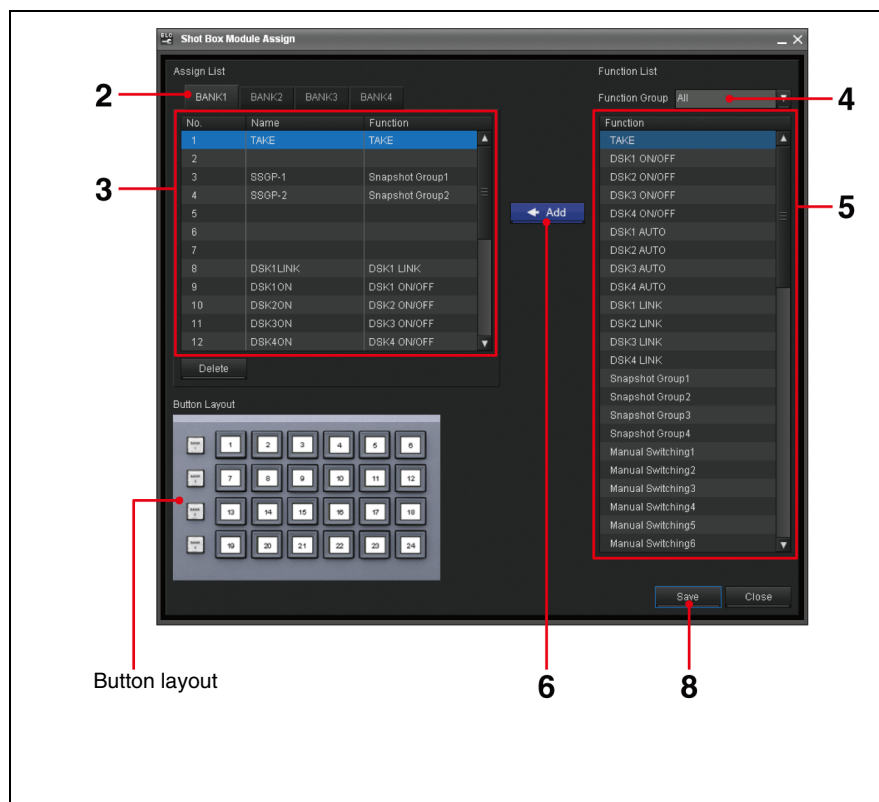 Shot Box Module Assign
Assign List
Function List
2
BANK1 BANK2 BANK3 BANK4
Function Group All
4
No. Name Function
1 TAKE TAKE
2
3 SSGP-1 Snapshot Group1
4 SSGP-2 Snapshot Group2
5
6
7
8 DSK1LINK DSK1 LINK
9 DSK1ON DSK1 ON/OFF
10 DSK2ON DSK2 ON/OFF
11 DSK3ON DSK3 ON/OFF
12 DSK4ON DSK4 ON/OFF
3
Delete
Add
Function
TAKE
DSK1 ON/OFF
DSK2 ON/OFF
DSK3 ON/OFF
DSK4 ON/OFF
DSK1 AUTO
DSK2 AUTO
DSK3 AUTO
DSK4 AUTO
DSK1 LINK
DSK2 LINK
DSK3 LINK
DSK4 LINK
Snapshot Group1
Snapshot Group2
Snapshot Group3
Snapshot Group4
Manual Switching1
Manual Switching2
Manual Switching3
Manual Switching4
Manual Switching5
Manual Switching6
5
Button Layout
1 2 3 4 5 6
7 8 9 10 11 12
13 14 15 16 17 18
19 20 21 22 23 24
Save Close
Button layout
6
8